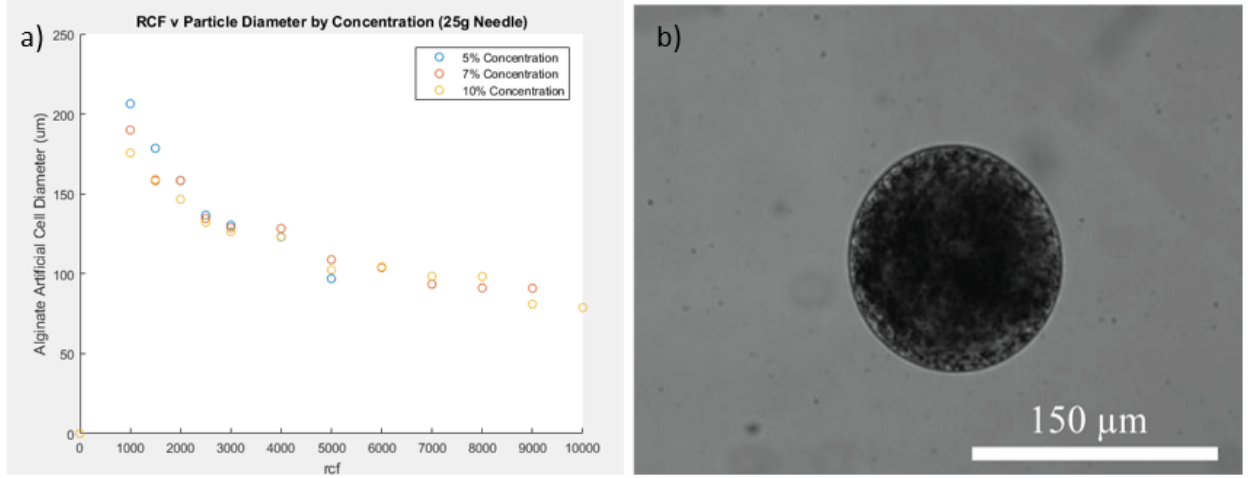 a)
RCF v Particle Diameter by Concentration (25g Needle)
5% Concentration
7% Concentration
10% Concentration
Alginate Artificial Cell Diameter (um)
250
200
150
100
50
0
0 1000 2000 3000 4000 5000 6000 7000 8000 9000 10000
rcf
b)
150 µm